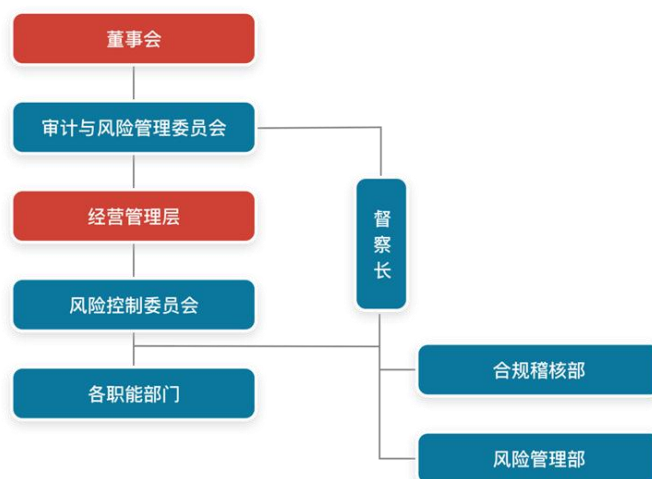 董事会
审计与风险管理委员会
经营管理层
督察长
风险控制委员会
合规稽核部
各职能部门
风险管理部